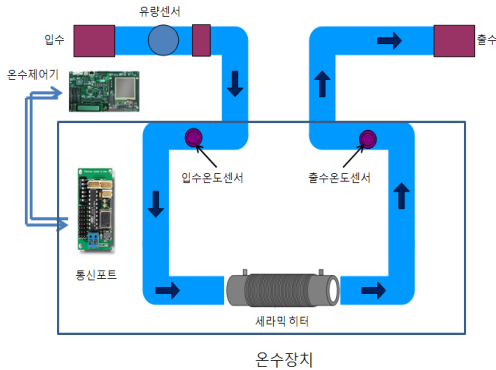 유량센서
입수
출수
온수제어기
입수온도센서
출수온도센서
통신포트
세라믹 히터
온수장치